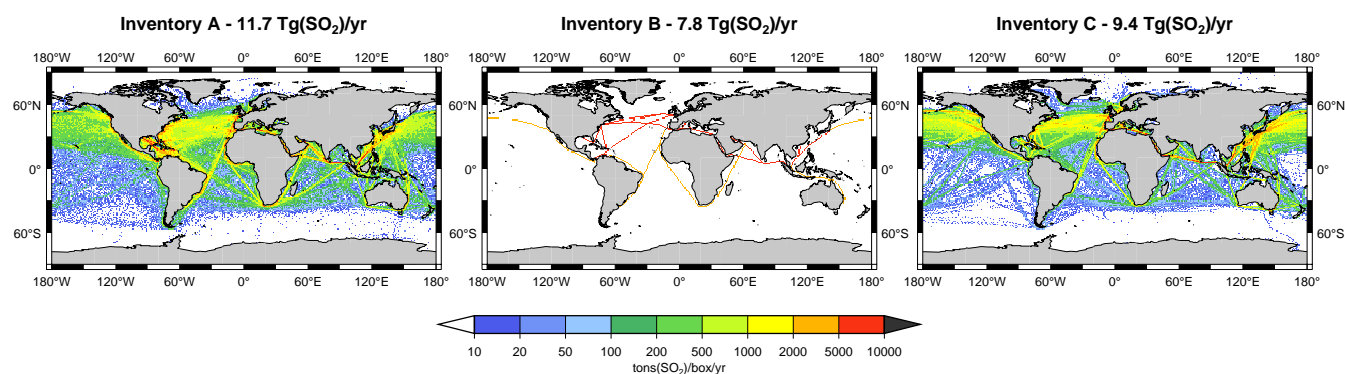 Inventory A - 11.7 Tg(SO₂)/yr
Inventory B - 7.8 Tg(SO₂)/yr
Inventory C - 9.4 Tg(SO₂)/yr
180°W 120°W 60°W 0° 60°E 120°E 180°
180°W 120°W 60°W 0° 60°E 120°E 180°
180°W 120°W 60°W 0° 60°E 120°E 180°
60°N 60°N
0° 0° 0° 0°
60°S 60°S 60°S 60°S
180°W 120°W 60°W 0° 60°E 120°E 180°
180°W 120°W 60°W 0° 60°E 120°E 180°
180°W 120°W 60°W 0° 60°E 120°E 180°
10 20 50 100 200 500 1000 2000 5000 10000
tons(SO₂)/box/yr